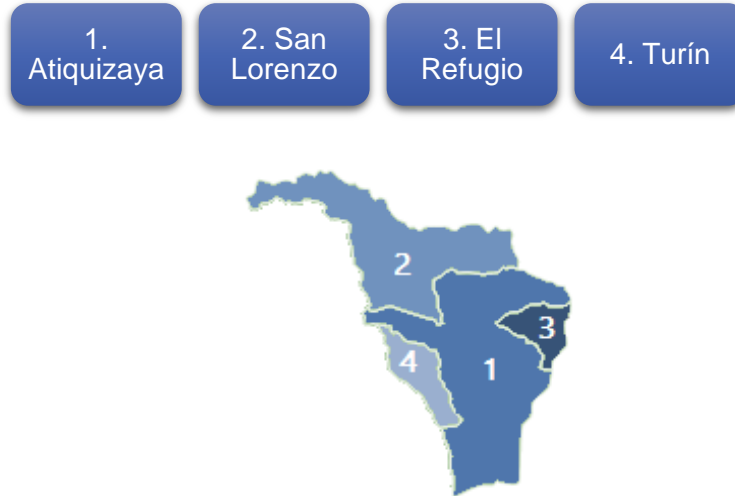 1.
Atiquizaya
2. San
Lorenzo
3. El
Refugio
4. Turín
2
3
4
1